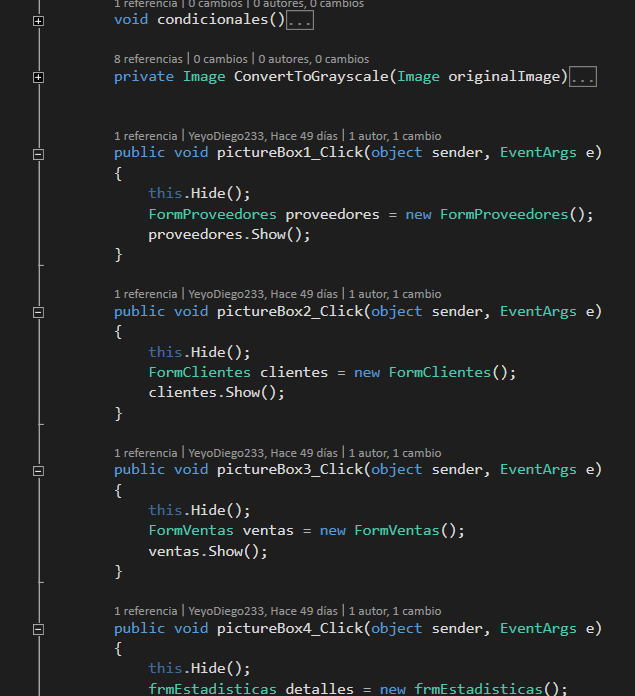 1 referencia | 0 cambios | 0 autores, 0 cambios
void condicionales()...
8 referencias | 0 cambios | 0 autores, 0 cambios
private Image ConvertToGrayscale(Image originalImage)...
1 referencia | YeyoDiego233, Hace 49 días | 1 autor, 1 cambio
public void pictureBox1_Click(object sender, EventArgs e)
{
this.Hide();
FormProveedores proveedores = new FormProveedores();
proveedores.Show();
}
1 referencia | YeyoDiego233, Hace 49 días | 1 autor, 1 cambio
public void pictureBox2_Click(object sender, EventArgs e)
{
this.Hide();
FormClientes clientes = new FormClientes();
clientes.Show();
}
1 referencia | YeyoDiego233, Hace 49 días | 1 autor, 1 cambio
public void pictureBox3_Click(object sender, EventArgs e)
{
this.Hide();
FormVentas ventas = new FormVentas();
ventas.Show();
}
1 referencia | YeyoDiego233, Hace 49 días | 1 autor, 1 cambio
public void pictureBox4_Click(object sender, EventArgs e)
{
this.Hide();
frmEstadisticas detalles = new frmEstadisticas();